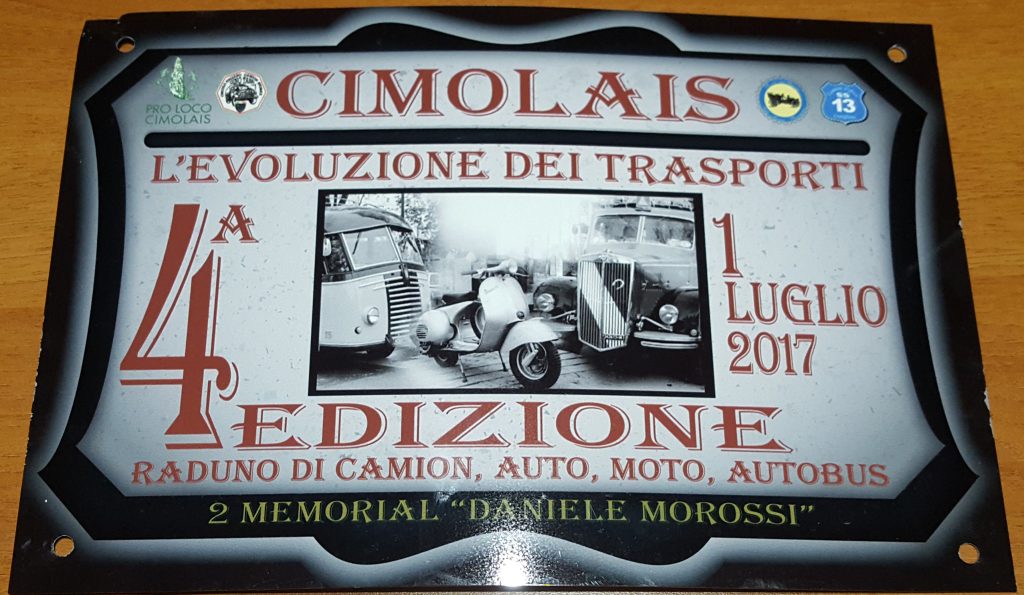 PRO LOCO
CIMOLAIS
CIMOLAIS
SS
13
L'EVOLUZIONE DEI TRASPORTI
4A
EDIZIONE
1
LUGLIO
2017
RADUNO DI CAMION, AUTO, MOTO, AUTOBUS
2 MEMORIAL "DANIELE MOROSSI"